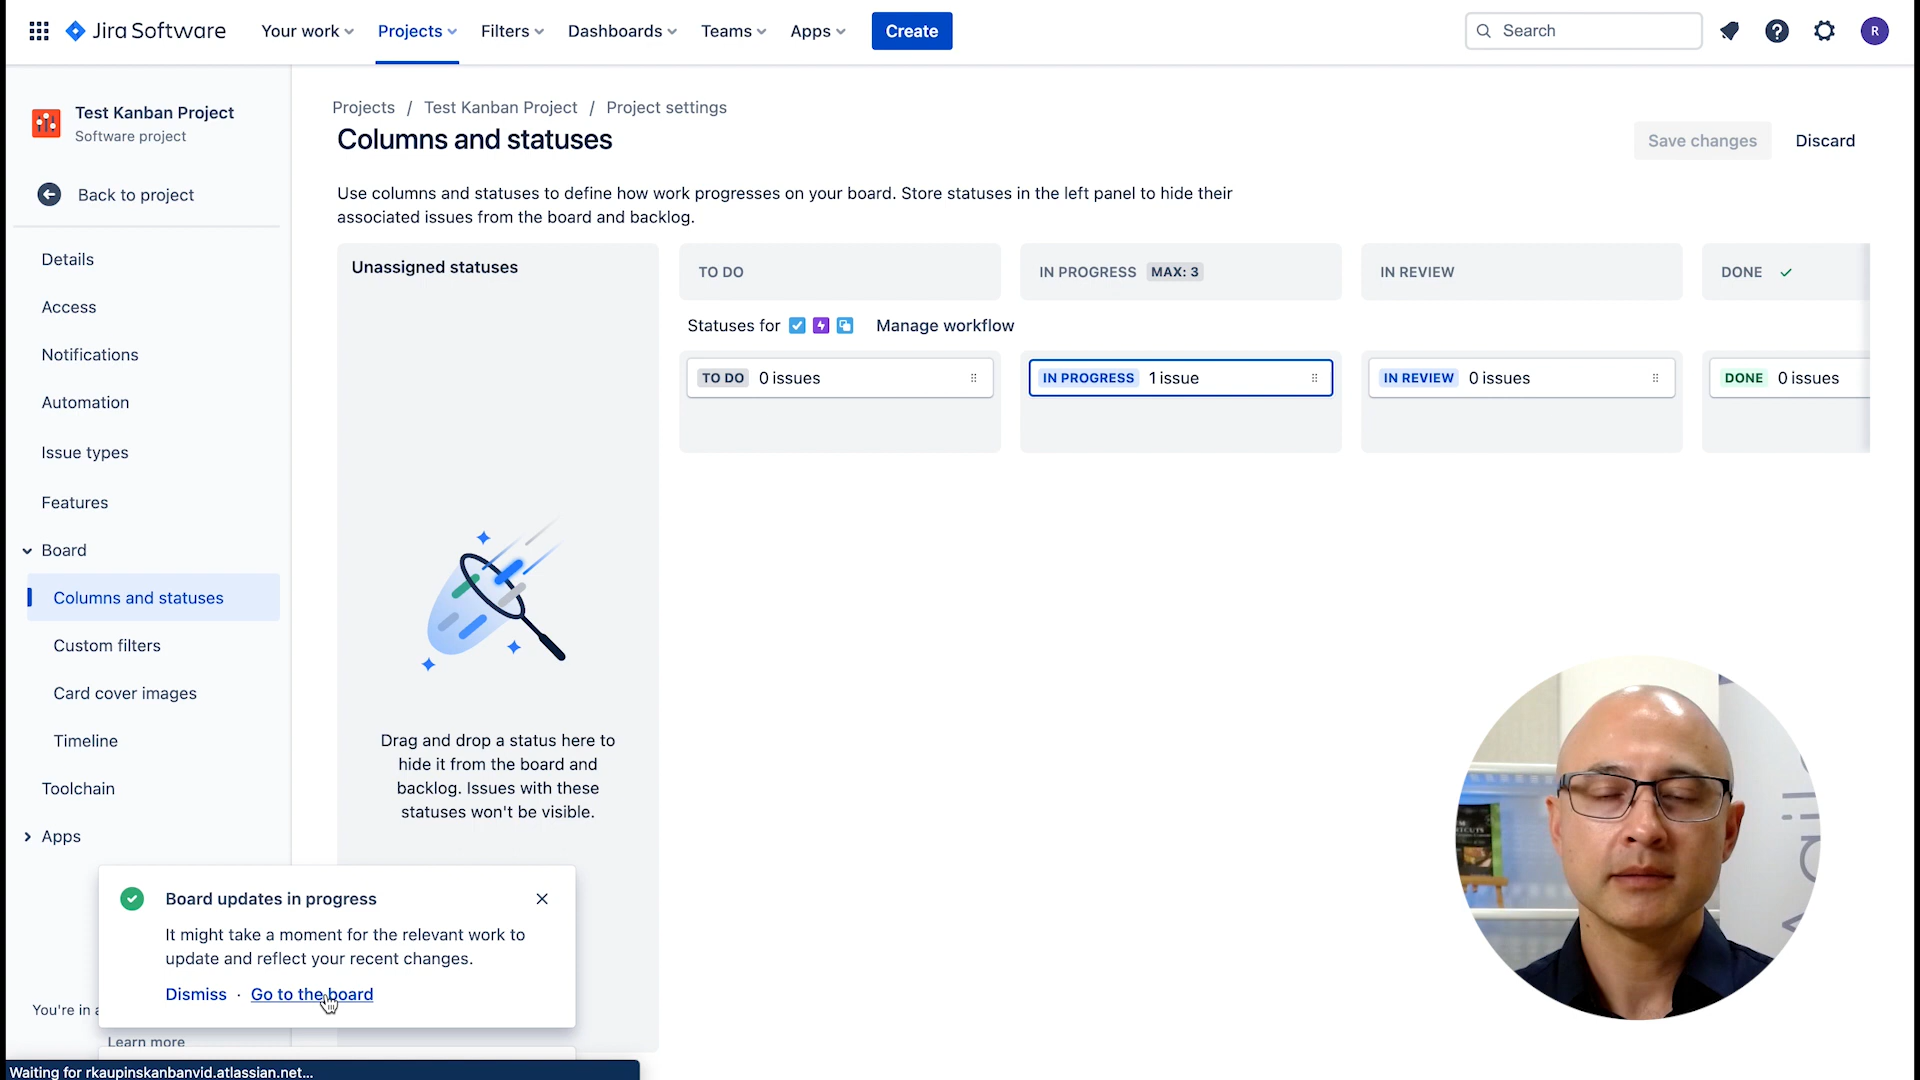 Jira Software
Your work
Projects
Filters
Dashboards
Teams
Apps
Create
Search
R
Test Kanban Project
Software project
Back to project
Details
Access
Notifications
Automation
Issue types
Features
Board
Columns and statuses
Custom filters
Card cover images
Timeline
Toolchain
Apps
You're in a
Learn more
Projects / Test Kanban Project / Project settings
Columns and statuses
Save changes
Discard
Use columns and statuses to define how work progresses on your board. Store statuses in the left panel to hide their
associated issues from the board and backlog.
Unassigned statuses
Drag and drop a status here to
hide it from the board and
backlog. Issues with these
statuses won't be visible.
TO DO
IN PROGRESS MAX: 3
IN REVIEW
DONE
Statuses for
Manage workflow
TO DO 0 issues
IN PROGRESS 1 issue
IN REVIEW 0 issues
DONE 0 issues
Board updates in progress
It might take a moment for the relevant work to
update and reflect your recent changes.
Dismiss · Go to the board
Waiting for rkaupinskanbanvid.atlassian.net...